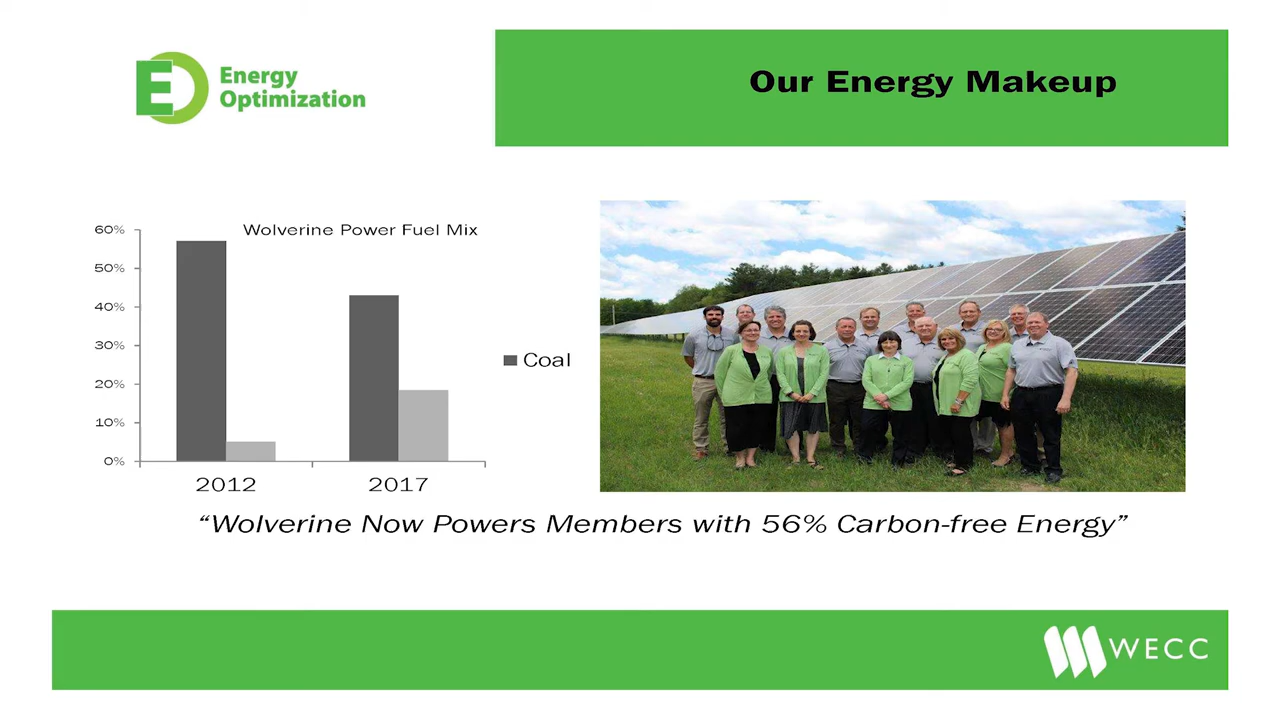 Energy
Optimization
Our Energy Makeup
Wolverine Power Fuel Mix
60%
50%
40%
30%
20%
10%
0%
2012 2017
Coal
“Wolverine Now Powers Members with 56% Carbon-free Energy”
WECC